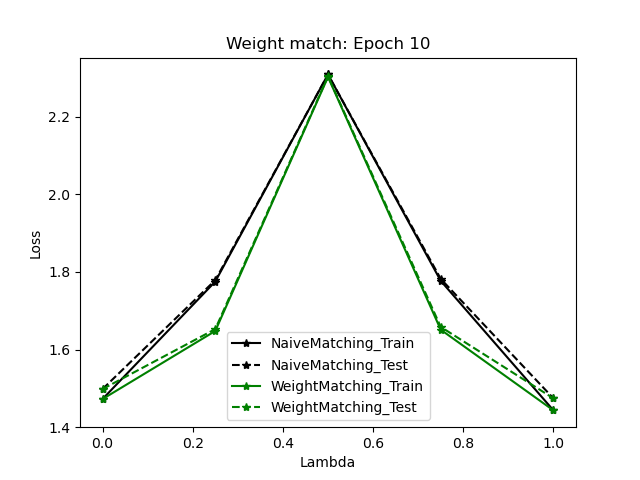 Weight match: Epoch 10
2.2
2.0
1.8
1.6
1.4
Loss
NaiveMatching_Train
NaiveMatching_Test
WeightMatching_Train
WeightMatching_Test
0.0 0.2 0.4 0.6 0.8 1.0
Lambda